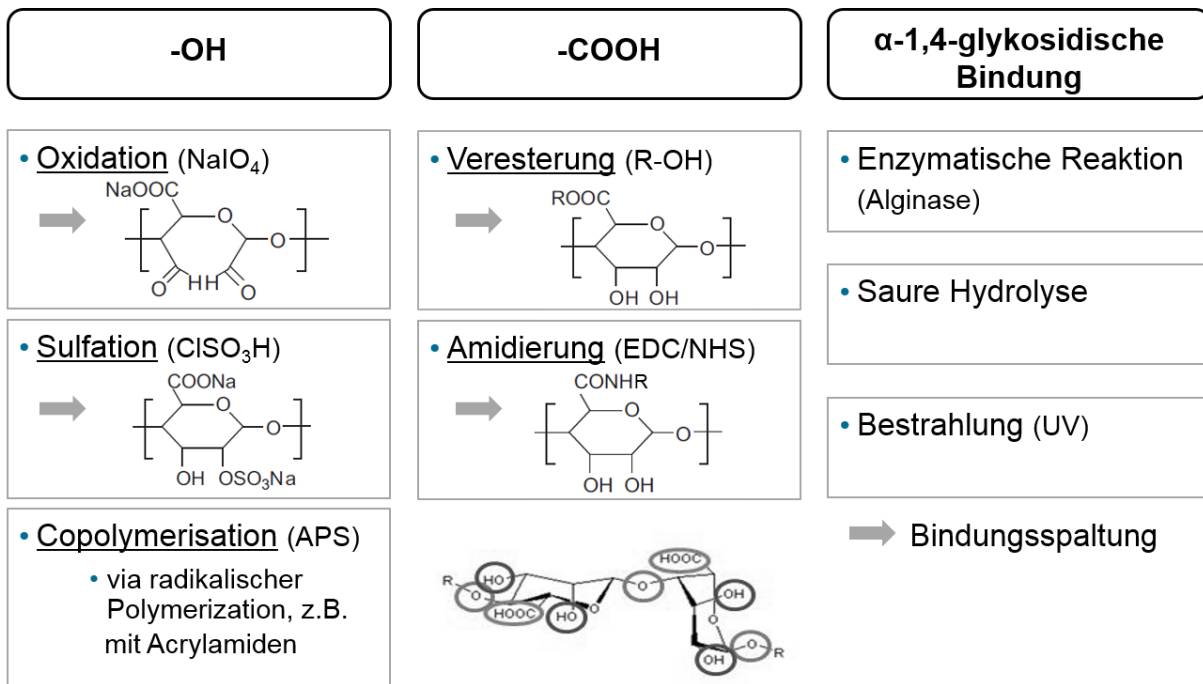 -OH
• Oxidation (NaIO₄)
NaOOC
O
O
H H
O
O
• Sulfation (ClSO₃H)
COONa
O
O
OH
OSO₃Na
• Copolymerisation (APS)
• via radikalischer
Polymerization, z.B.
mit Acrylamiden
-COOH
• Veresterung (R-OH)
ROOC
O
O
OH OH
• Amidierung (EDC/NHS)
CONHR
O
O
OH OH
HOOC
HO
R
O
O
OH
HOOC
O
HO
O
O
R
OH
α-1,4-glykosidische
Bindung
• Enzymatische Reaktion
(Alginase)
• Saure Hydrolyse
• Bestrahlung (UV)
Bindungsspaltung